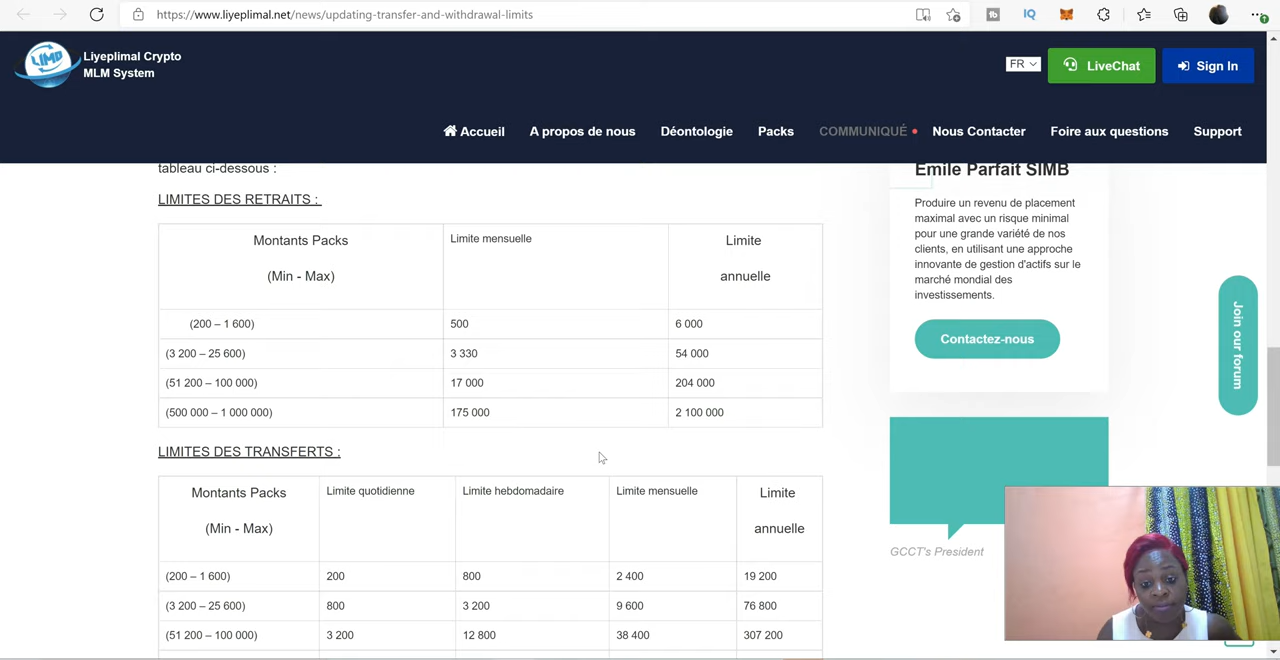 https://www.liyeplimal.net/news/updating-transfer-and-withdrawal-limits
LIMO
Liyeplimal Crypto
MLM System
FR
LiveChat
Sign In
Accueil
A propos de nous
Déontologie
Packs
COMMUNIQUÉ
Nous Contacter
Foire aux questions
Support
tableau ci-dessous :
LIMITES DES RETRAITS :
Montants Packs
(Min - Max)
Limite mensuelle
Limite
annuelle
(200 – 1 600) 500 6 000
(3 200 – 25 600) 3 330 54 000
(51 200 – 100 000) 17 000 204 000
(500 000 – 1 000 000) 175 000 2 100 000
LIMITES DES TRANSFERTS :
Montants Packs
(Min - Max)
Limite quotidienne
Limite hebdomadaire
Limite mensuelle
Limite
annuelle
(200 – 1 600) 200 800 2 400 19 200
(3 200 – 25 600) 800 3 200 9 600 76 800
(51 200 – 100 000) 3 200 12 800 38 400 307 200
Emile Parfait SIMB
Produire un revenu de placement
maximal avec un risque minimal
pour une grande variété de nos
clients, en utilisant une approche
innovante de gestion d'actifs sur le
marché mondial des
investissements.
Contactez-nous
GCCT's President
Join our forum